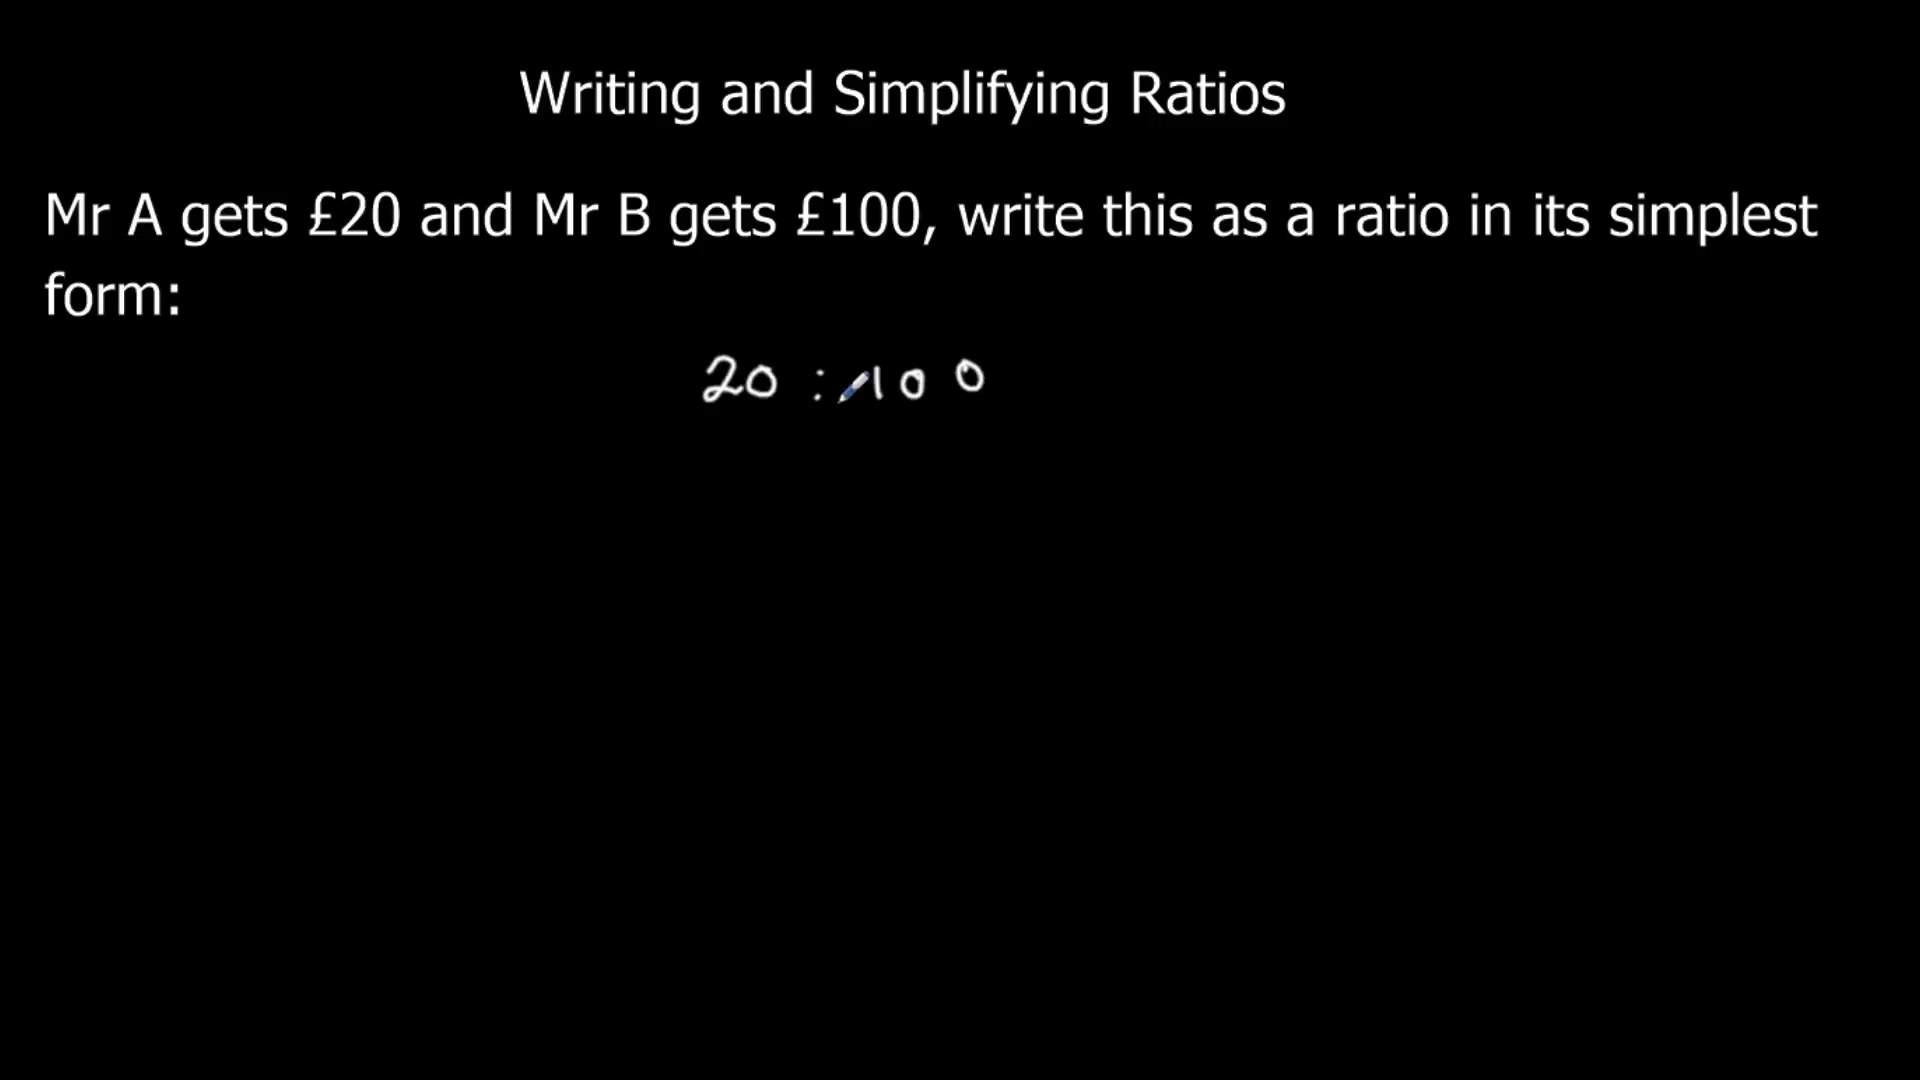 Writing and Simplifying Ratios
Mr A gets £20 and Mr B gets £100, write this as a ratio in its simplest
form:
20 : 100